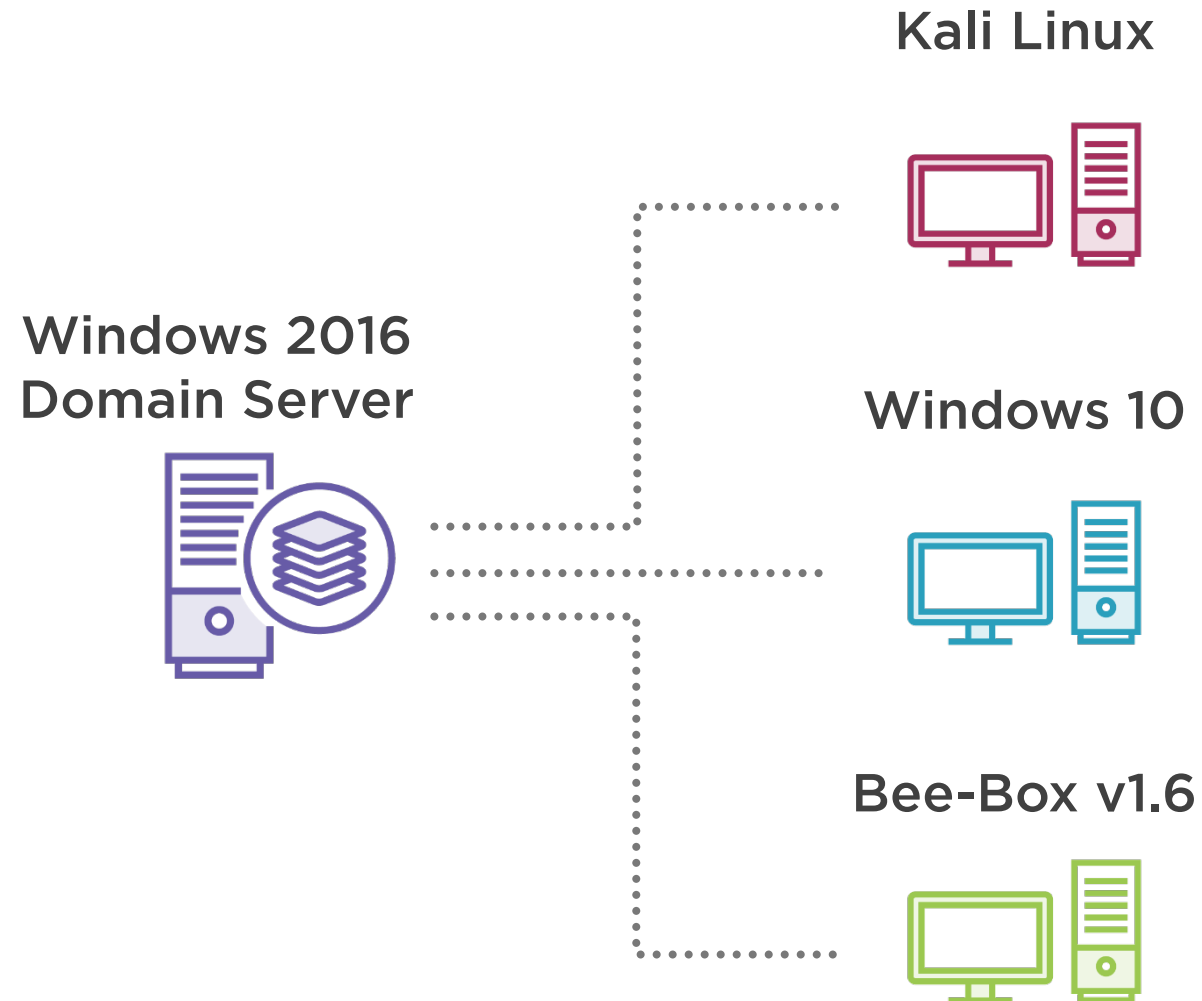 Kali Linux
Windows 2016
Domain Server
Windows 10
Bee-Box v1.6